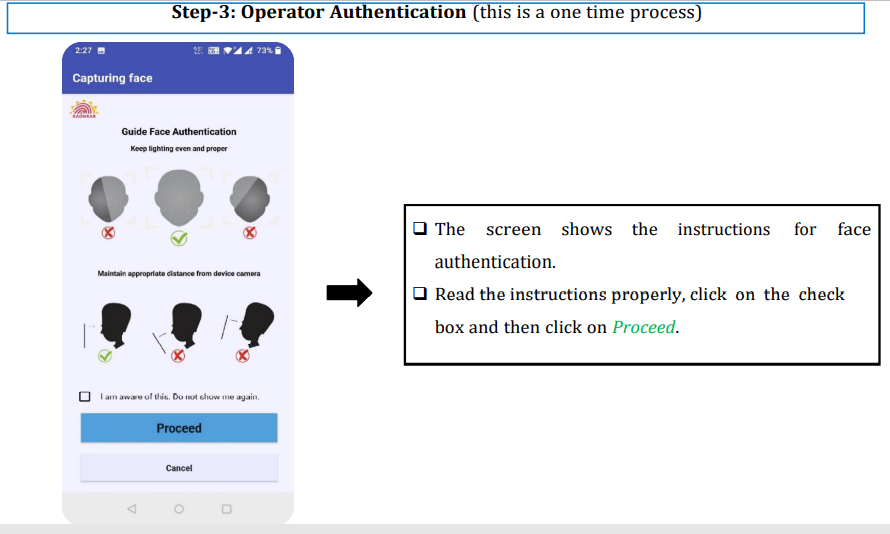 Step-3: Operator Authentication (this is a one time process)
2:27 73%
Capturing face
AADHAAR
Guide Face Authentication
Keep lighting even and proper
Maintain appropriate distance from device camera
I am aware of this. Do not show me again.
Proceed
Cancel
The screen shows the instructions for face
authentication.
Read the instructions properly, click on the check
box and then click on Proceed.